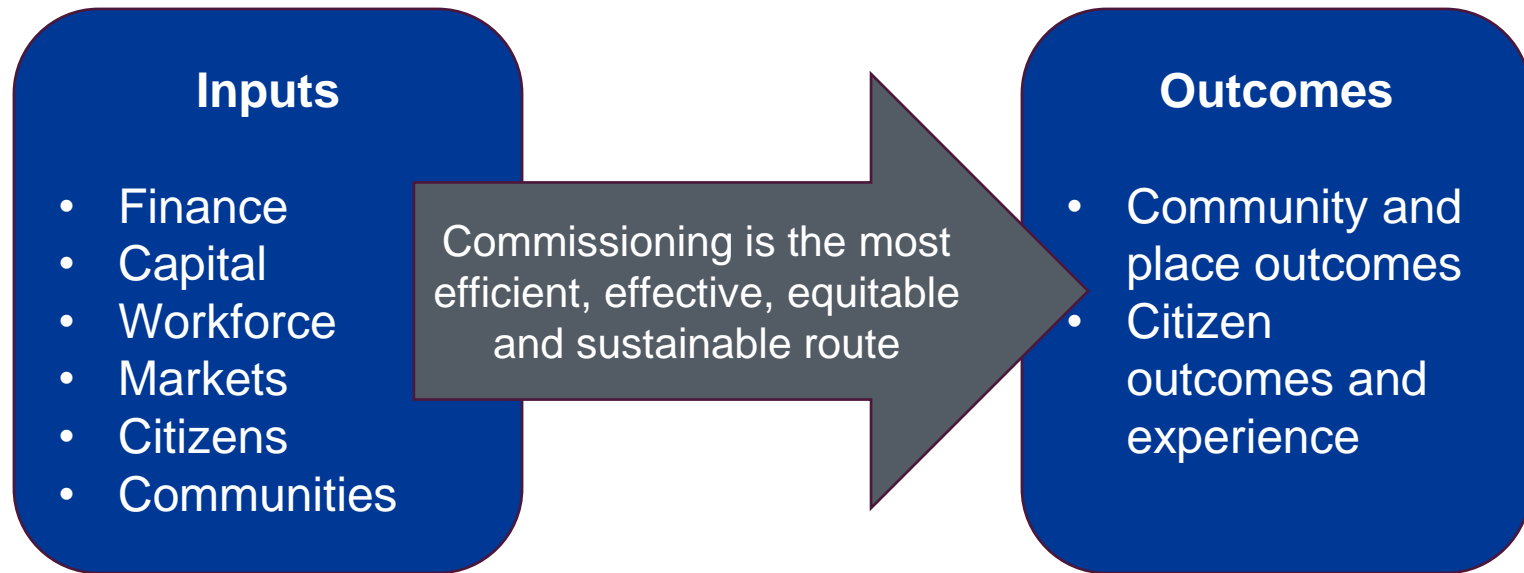 Inputs
• Finance
• Capital
• Workforce
• Markets
• Citizens
• Communities
Commissioning is the most
efficient, effective, equitable
and sustainable route
Outcomes
• Community and
place outcomes
• Citizen
outcomes and
experience